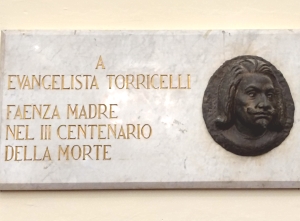 A
EVANGELISTA TORRICELLI
FAENZA MADRE
NEL III CENTENARIO
DELLA MORTE